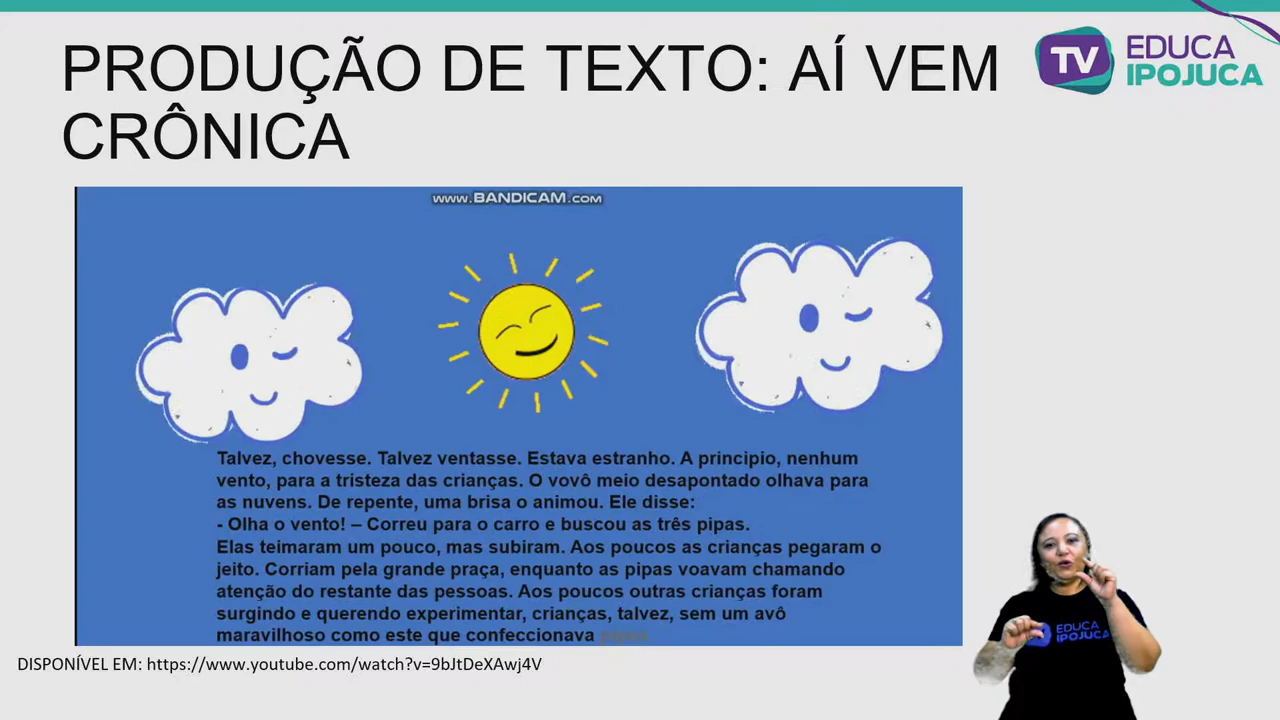 PRODUÇÃO DE TEXTO: AÍ VEM
CRÔNICA
TV EDUCA
IPOJUCA
www.BANDICAM.com
Talvez, chovesse. Talvez ventasse. Estava estranho. A principio, nenhum
vento, para a tristeza das crianças. O vovô meio desapontado olhava para
as nuvens. De repente, uma brisa o animou. Ele disse:
- Olha o vento! – Correu para o carro e buscou as três pipas.
Elas teimaram um pouco, mas subiram. Aos poucos as crianças pegaram o
jeito. Corriam pela grande praça, enquanto as pipas voavam chamando
atenção do restante das pessoas. Aos poucos outras crianças foram
surgindo e querendo experimentar, crianças, talvez, sem um avô
maravilhoso como este que confeccionava pipas
DISPONÍVEL EM: https://www.youtube.com/watch?v=9bJtDeXAwj4V
EDUCA
IPOJUCA